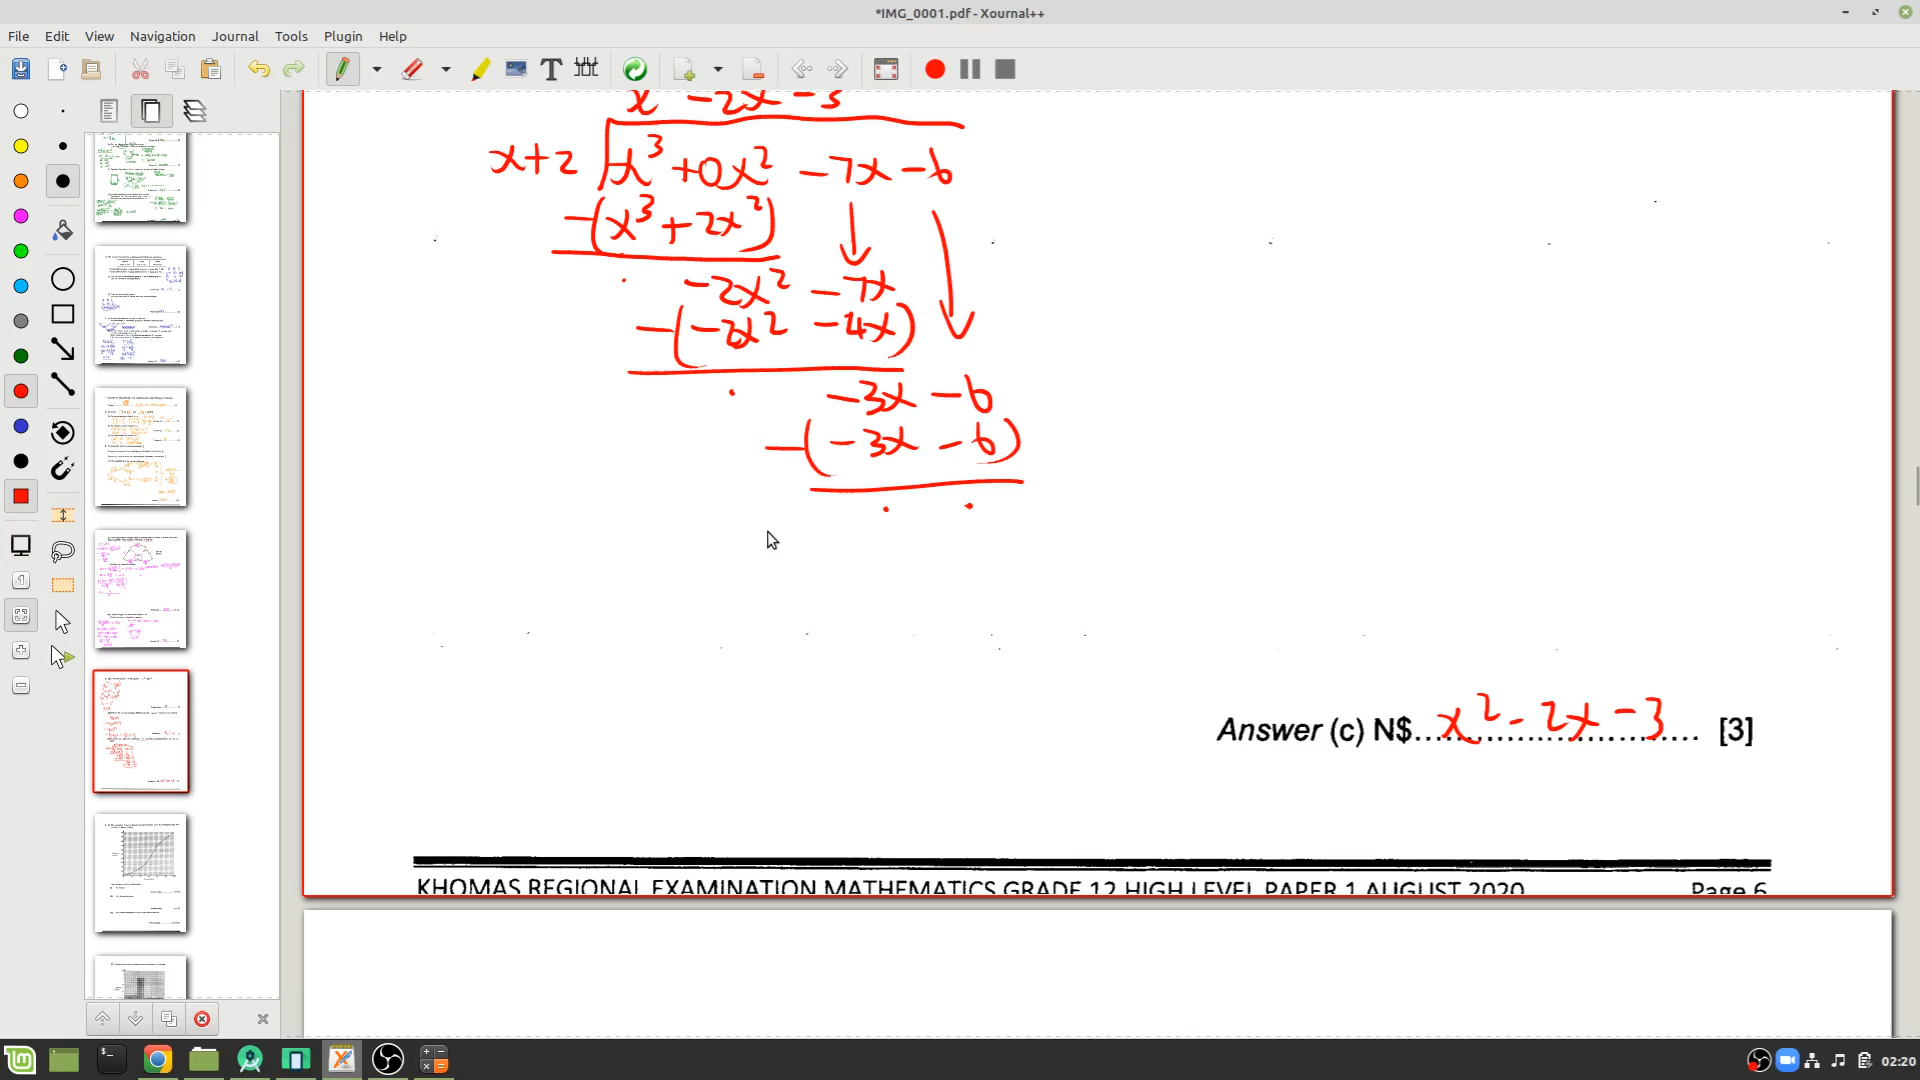 *IMG_0001.pdf - Xournal++
File Edit View Navigation Journal Tools Plugin Help
x -2x -3
x+2 x³ +0x² -7x -6
-(x³ +2x²)
-2x² -7x
-(-2x² -4x)
-3x -6
-(-3x -6)
Answer (c) N$.... x² - 2x - 3 .... [3]
KHOMAS REGIONAL EXAMINATION MATHEMATICS GRADE 12 HIGH LEVEL PAPER 1 AUGUST 2020 Page 6
02:20